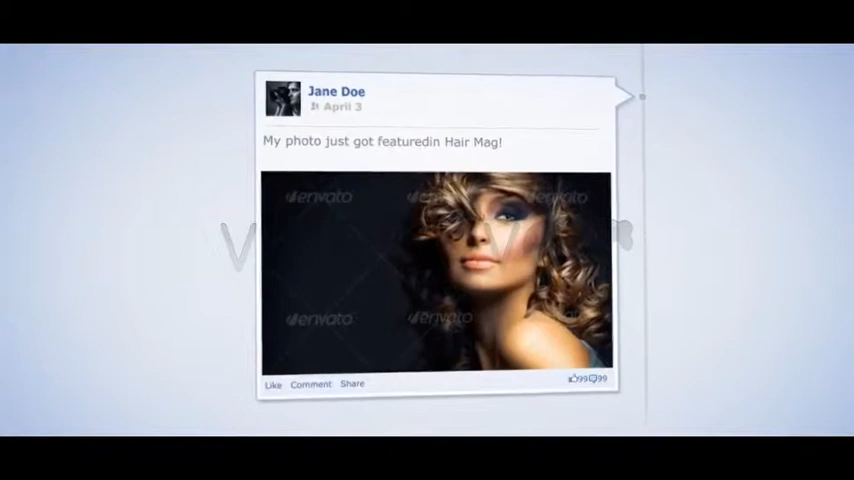 Jane Doe
April 3
My photo just got featuredin Hair Mag!
envato envato envato
envato envato
Like Comment Share 99 99